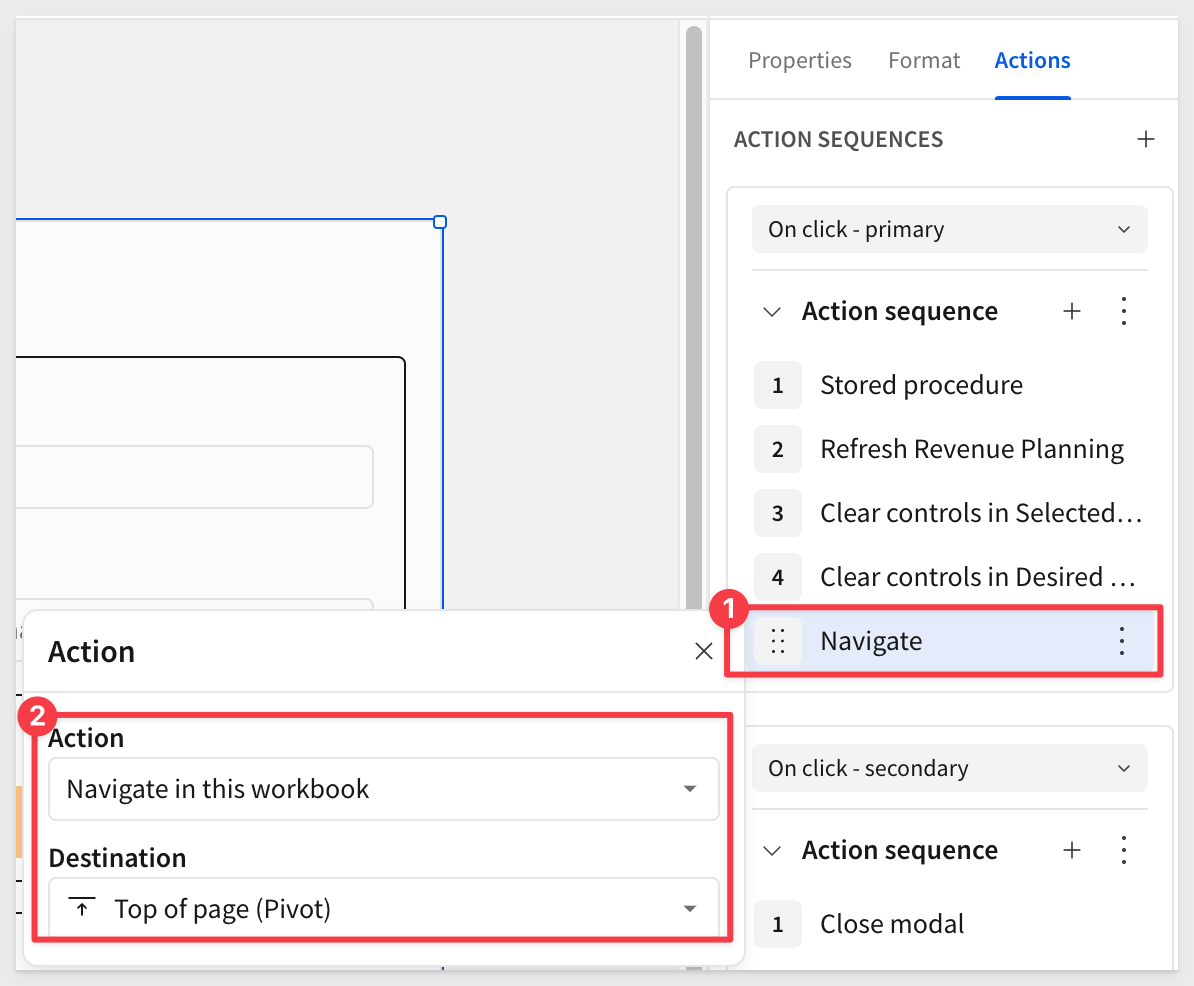 Properties Format Actions
ACTION SEQUENCES
On click - primary
Action sequence
1 Stored procedure
2 Refresh Revenue Planning
3 Clear controls in Selected…
4 Clear controls in Desired …
1
Navigate
Action
2
Action
Navigate in this workbook
Destination
Top of page (Pivot)
On click - secondary
Action sequence
1 Close modal